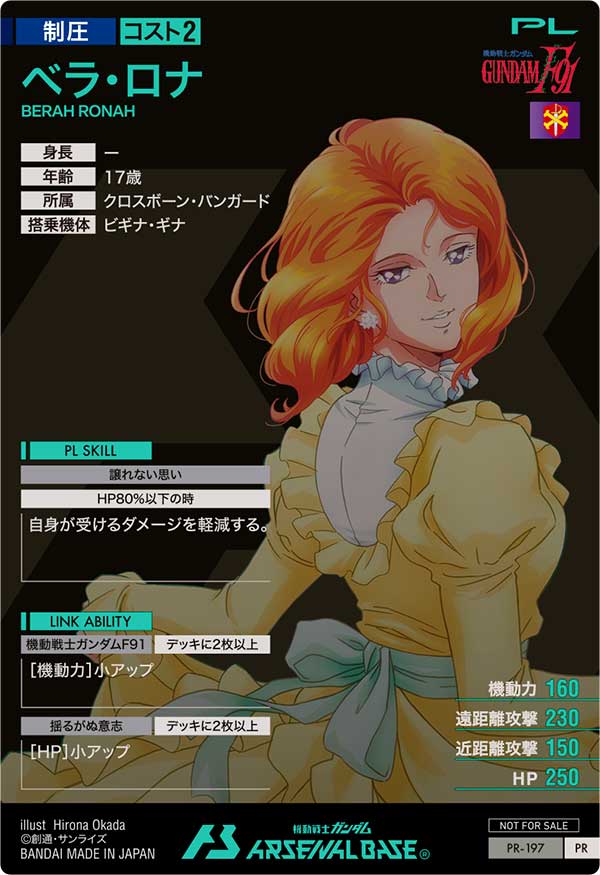 制圧 コスト2 PL
ベラ・ロナ
BERAH RONAH
機動戦士ガンダム
GUNDAM F91
身長 ー
年齢 17歳
所属 クロスボーン・バンガード
搭乗機体 ビギナ・ギナ
PL SKILL
譲れない思い
HP80%以下の時
自身が受けるダメージを軽減する。
LINK ABILITY
機動戦士ガンダムF91 デッキに2枚以上
[機動力]小アップ
揺るがぬ意志 デッキに2枚以上
[HP]小アップ
機動力 160
遠距離攻撃 230
近距離攻撃 150
HP 250
illust Hirona Okada
©創通・サンライズ
BANDAI MADE IN JAPAN
機動戦士ガンダム
ARSENAL BASE®
NOT FOR SALE
PR-197 PR